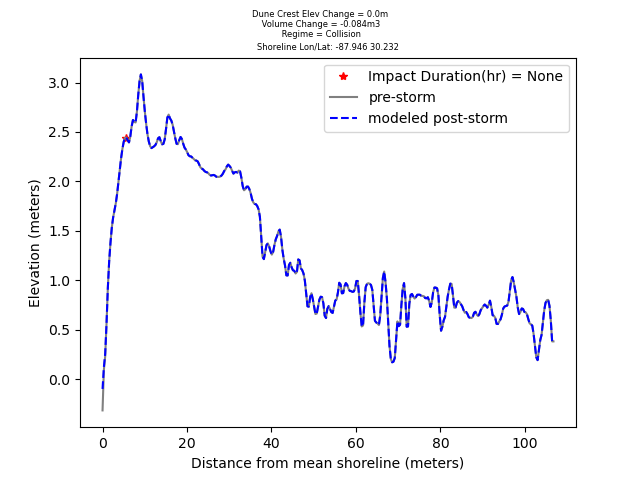 Dune Crest Elev Change = 0.0m
Volume Change = -0.084m3
Regime = Collision
Shoreline Lon/Lat: -87.946 30.232
Impact Duration(hr) = None
pre-storm
modeled post-storm
Elevation (meters)
3.0
2.5
2.0
1.5
1.0
0.5
0.0
0 20 40 60 80 100
Distance from mean shoreline (meters)